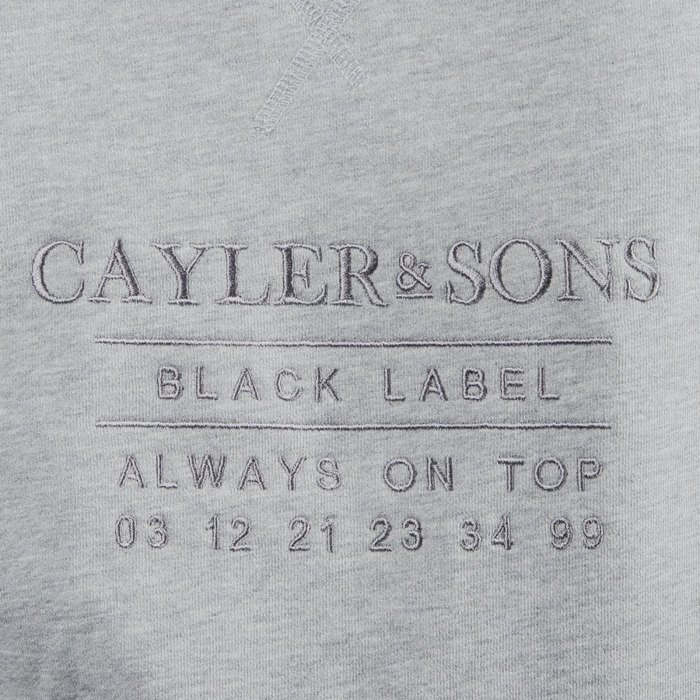 CAYLER & SONS
BLACK LABEL
ALWAYS ON TOP
03 12 21 23 34 99